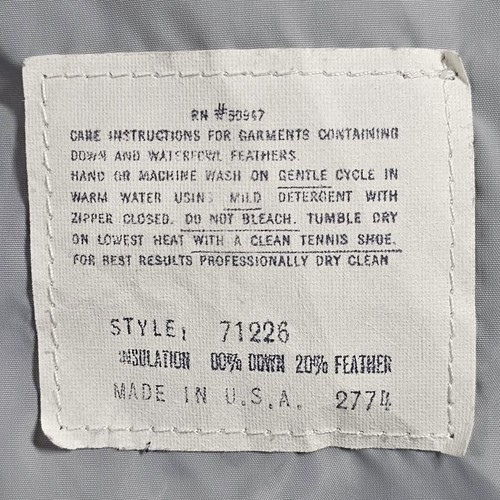 RN #50947
CARE INSTRUCTIONS FOR GARMENTS CONTAINING
DOWN AND WATERFOWL FEATHERS.
HAND OR MACHINE WASH ON GENTLE CYCLE IN
WARM WATER USING MILD DETERGENT WITH
ZIPPER CLOSED. DO NOT BLEACH. TUMBLE DRY
ON LOWEST HEAT WITH A CLEAN TENNIS SHOE.
FOR BEST RESULTS PROFESSIONALLY DRY CLEAN
STYLE: 71226
INSULATION 80% DOWN 20% FEATHER
MADE IN U.S.A. 2774